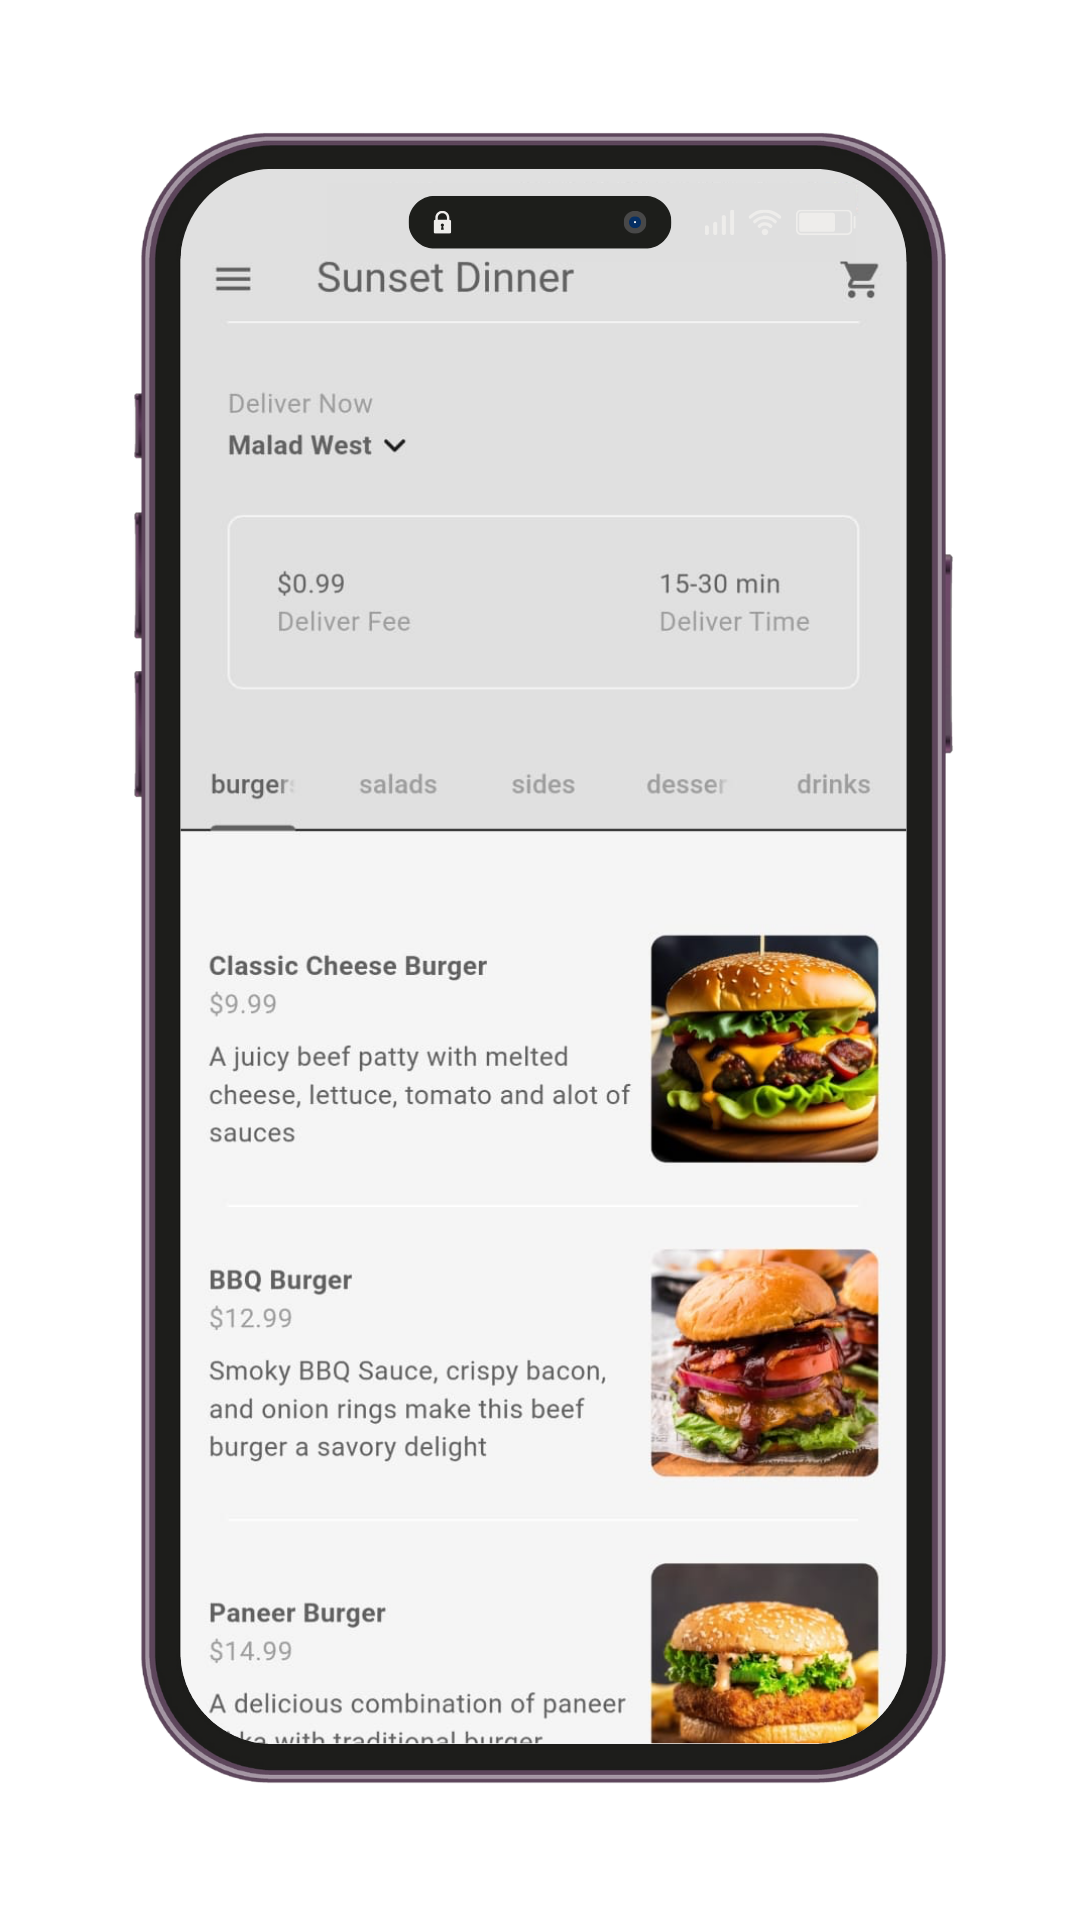 Sunset Dinner
Deliver Now
Malad West
$0.99 15-30 min
Deliver Fee Deliver Time
burgers salads sides desser drinks
Classic Cheese Burger
$9.99
A juicy beef patty with melted
cheese, lettuce, tomato and alot of
sauces
BBQ Burger
$12.99
Smoky BBQ Sauce, crispy bacon,
and onion rings make this beef
burger a savory delight
Paneer Burger
$14.99
A delicious combination of paneer
with traditional burger